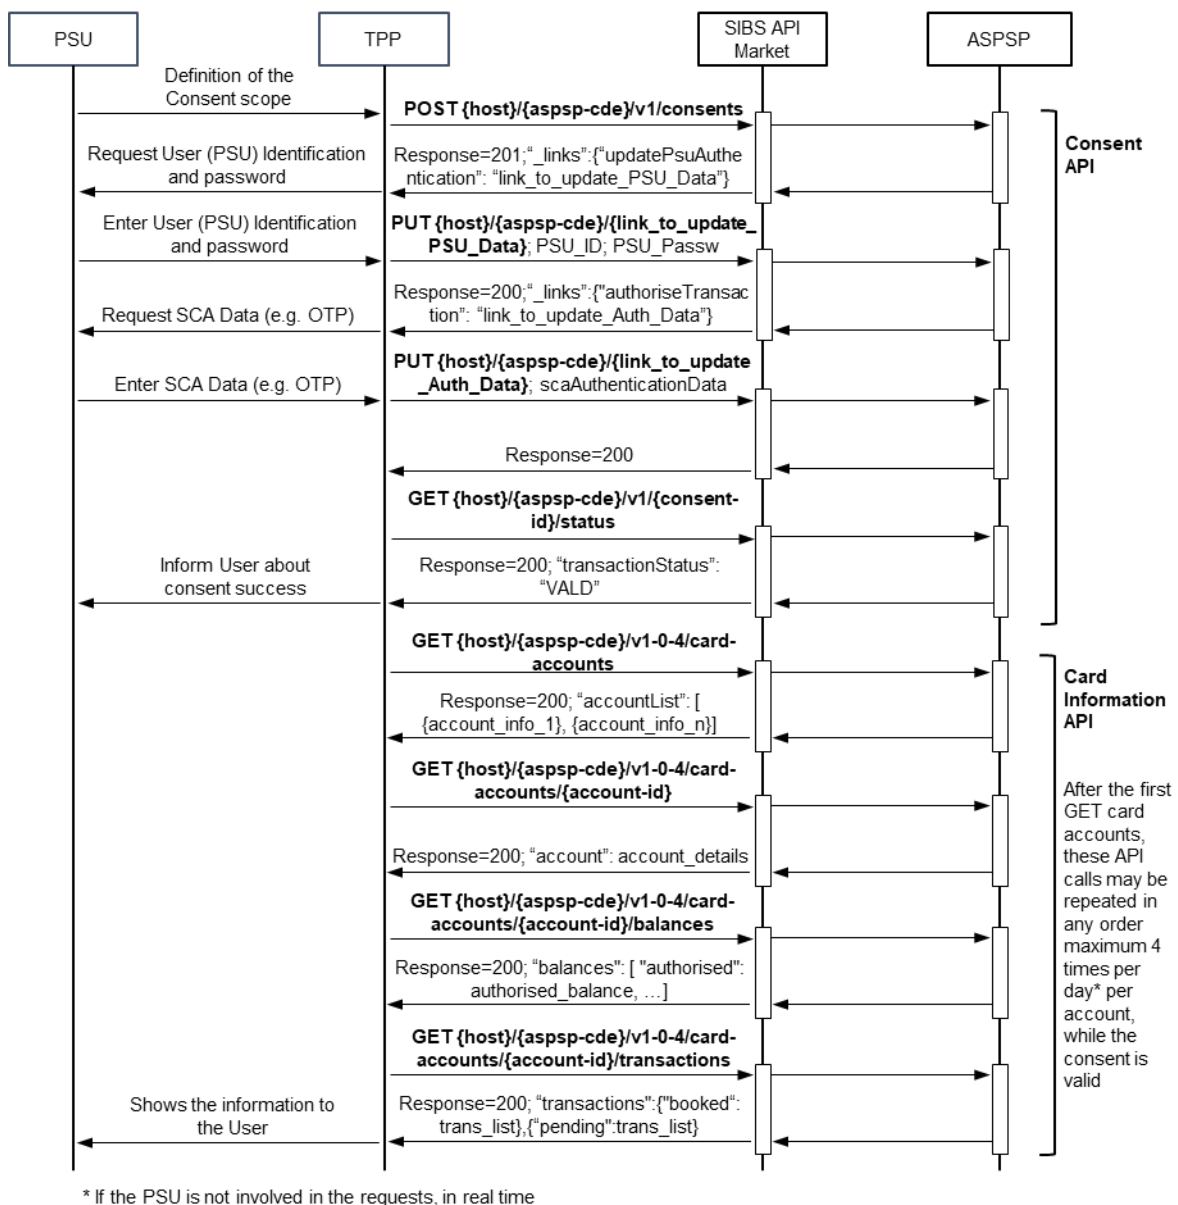 PSU
TPP
SIBS API
Market
ASPSP
Definition of the
Consent scope
POST {host}/{aspsp-cde}/v1/consents
Consent
API
Request User (PSU) Identification
and password
Response=201;“_links”:{“updatePsuAuthe
ntication”: “link_to_update_PSU_Data”}
Enter User (PSU) Identification
and password
PUT {host}/{aspsp-cde}/{link_to_update_
PSU_Data}; PSU_ID; PSU_Passw
Response=200;“_links”:{"authoriseTransac
tion”: “link_to_update_Auth_Data”}
Request SCA Data (e.g. OTP)
PUT {host}/{aspsp-cde}/{link_to_update
_Auth_Data}; scaAuthenticationData
Enter SCA Data (e.g. OTP)
Response=200
GET {host}/{aspsp-cde}/v1/{consent-
id}/status
Inform User about
consent success
Response=200; “transactionStatus”:
“VALD”
GET {host}/{aspsp-cde}/v1-0-4/card-
accounts
Card
Information
API
Response=200; “accountList”: [
{account_info_1}, {account_info_n}]
GET {host}/{aspsp-cde}/v1-0-4/card-
accounts/{account-id}
Response=200; “account”: account_details
GET {host}/{aspsp-cde}/v1-0-4/card-
accounts/{account-id}/balances
Response=200; “balances": [ "authorised":
authorised_balance, …]
GET {host}/{aspsp-cde}/v1-0-4/card-
accounts/{account-id}/transactions
After the first
GET card
accounts,
these API
calls may be
repeated in
any order
maximum 4
times per
day* per
account,
while the
consent is
valid
Shows the information to
the User
Response=200; “transactions":{"booked“:
trans_list},{“pending":trans_list}
* If the PSU is not involved in the requests, in real time